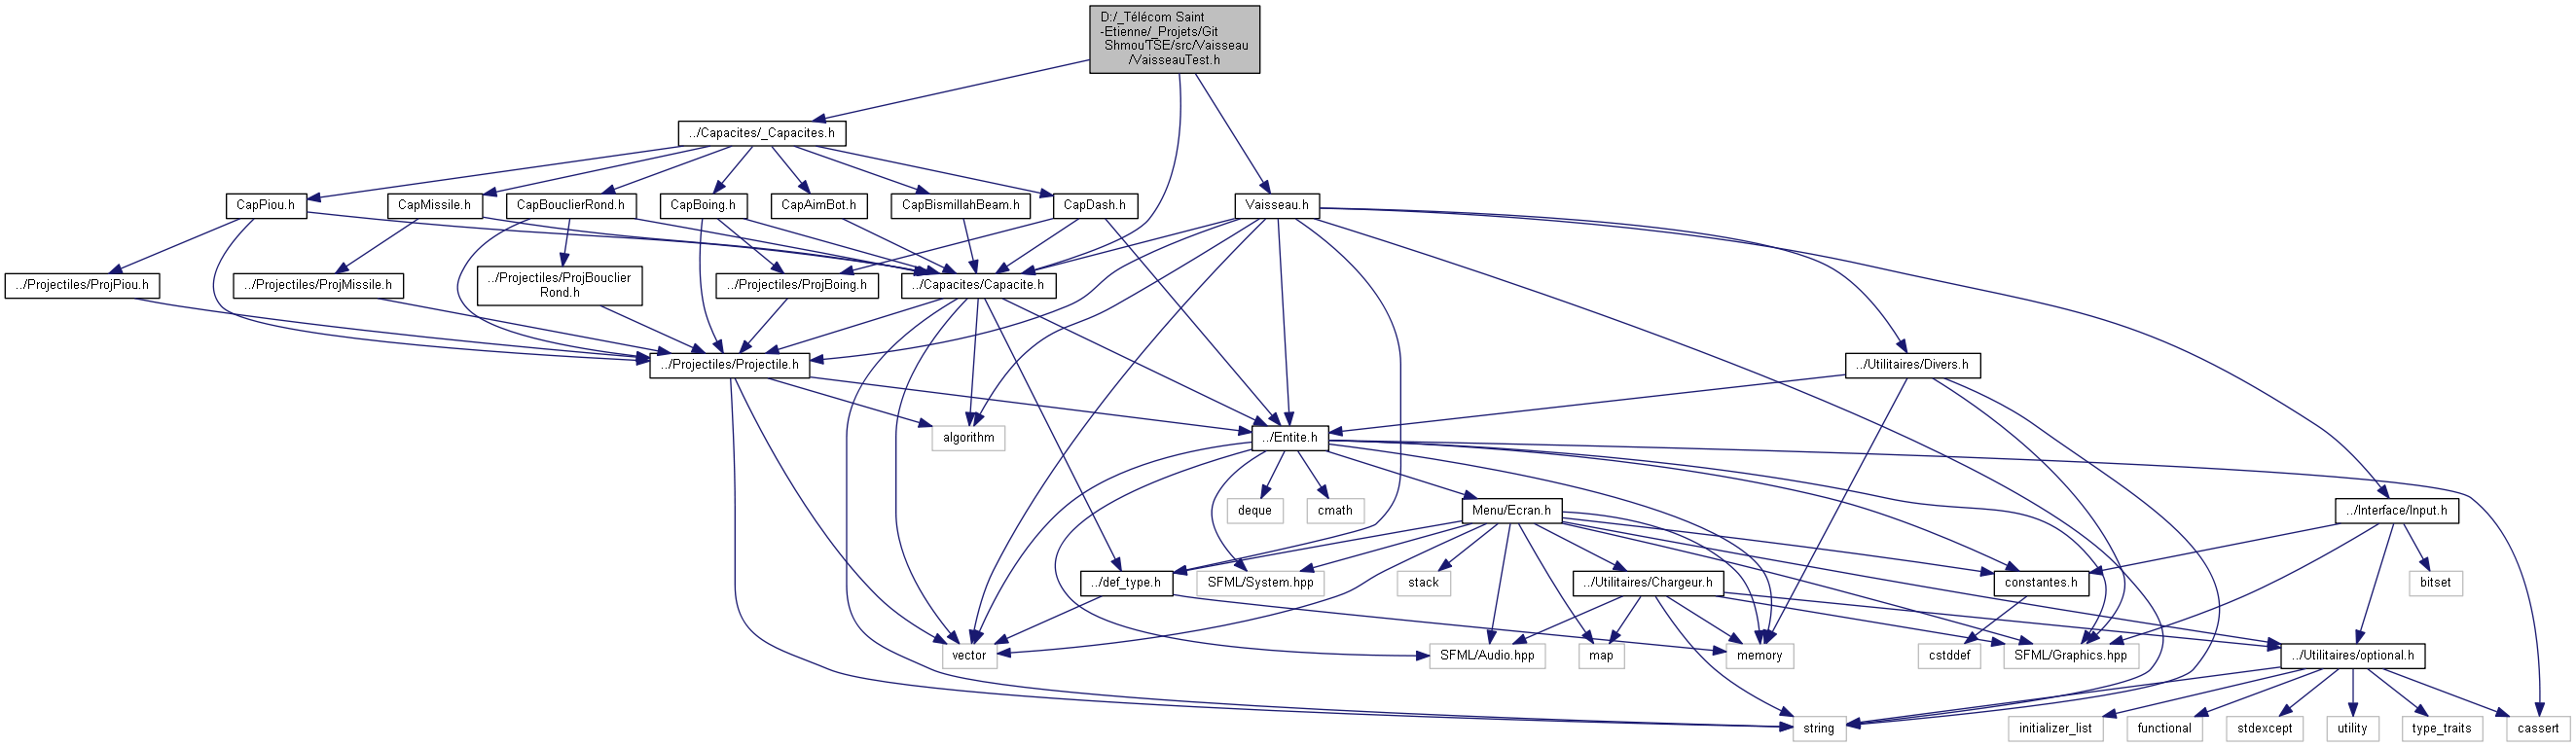 D:/_Télécom Saint
-Etienne/_Projets/Git
Shmou'TSE/src/Vaisseau
/VaisseauTest.h
../Capacites/_Capacites.h
CapPiou.h
CapMissile.h
CapBouclierRond.h
CapBoing.h
CapAimBot.h
CapBismillahBeam.h
CapDash.h
Vaisseau.h
../Projectiles/ProjPiou.h
../Projectiles/ProjMissile.h
../Projectiles/ProjBouclier
Rond.h
../Projectiles/ProjBoing.h
../Capacites/Capacite.h
../Projectiles/Projectile.h
../Utilitaires/Divers.h
algorithm
../Entite.h
deque
cmath
Menu/Ecran.h
../Interface/Input.h
../def_type.h
SFML/System.hpp
stack
../Utilitaires/Chargeur.h
constantes.h
bitset
vector
SFML/Audio.hpp
map
memory
cstddef
SFML/Graphics.hpp
../Utilitaires/optional.h
string
initializer_list
functional
stdexcept
utility
type_traits
cassert